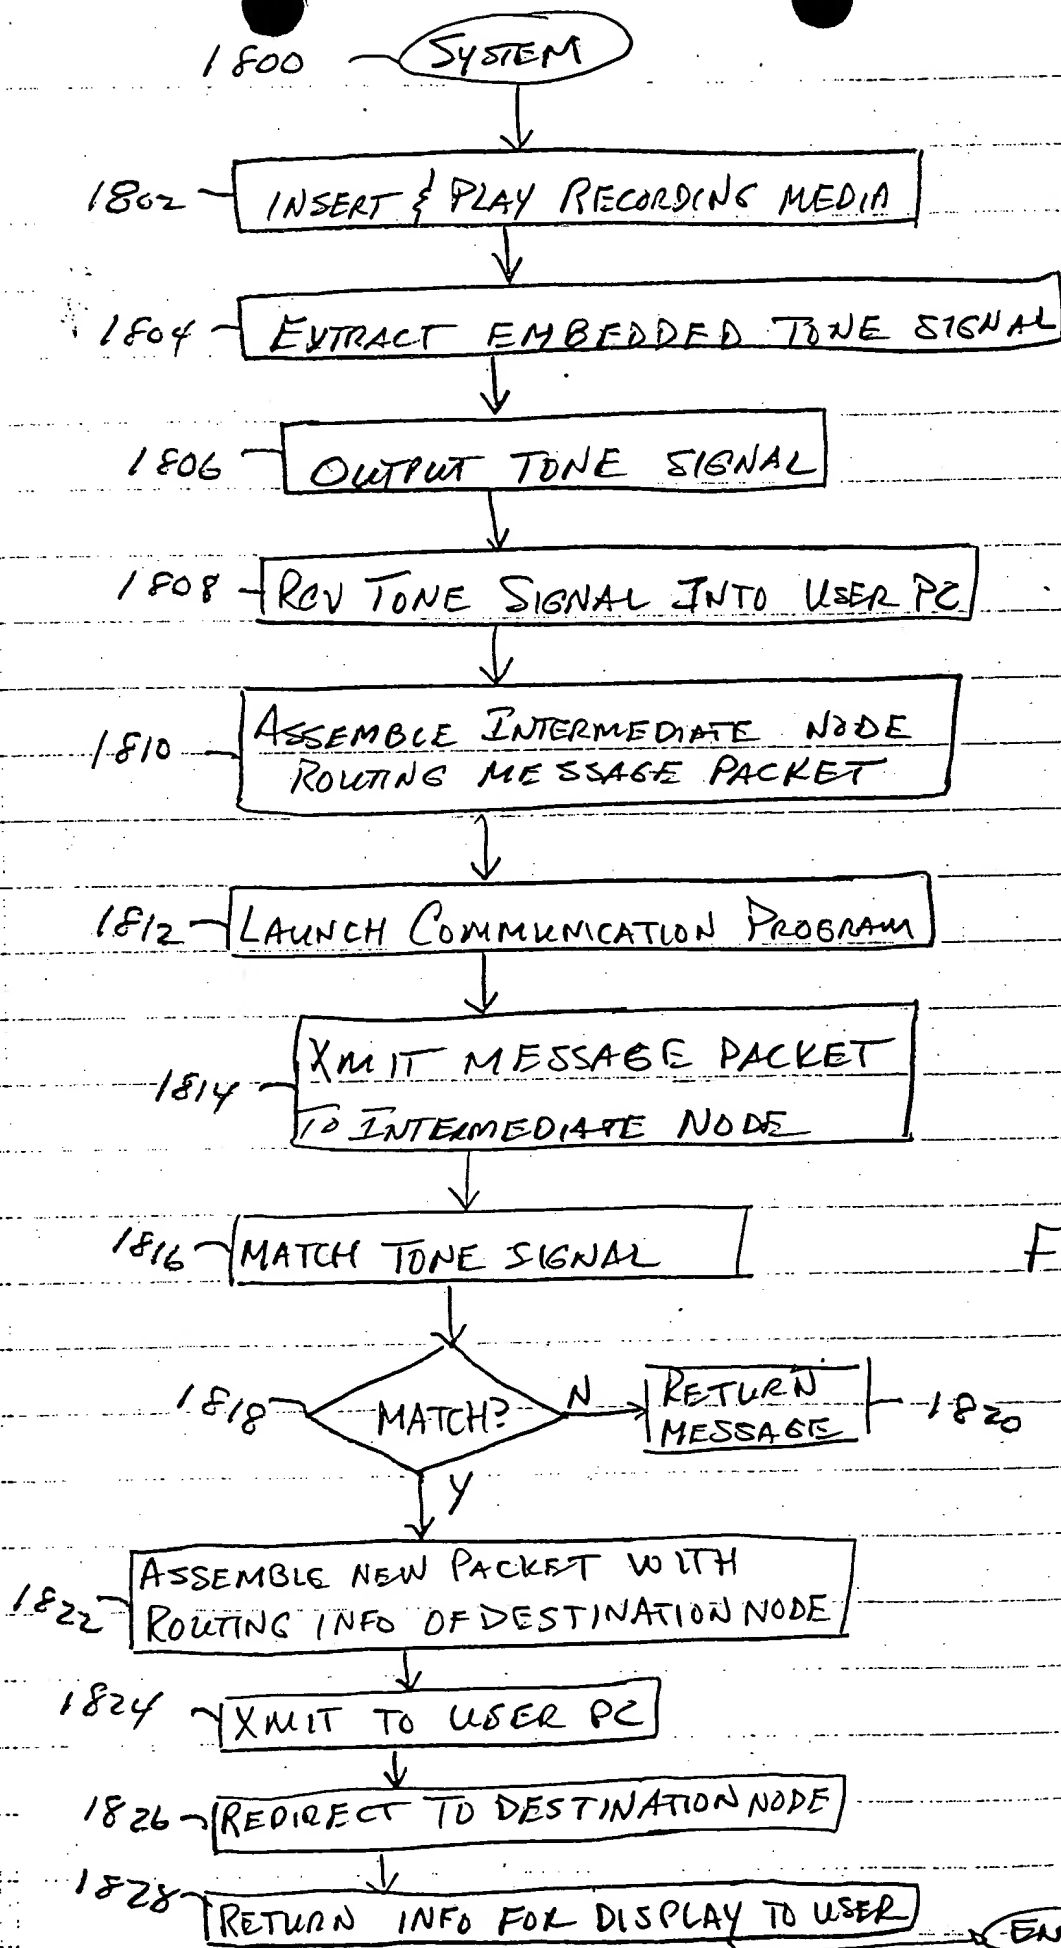 1800 SYSTEM
1802 INSERT & PLAY RECORDING MEDIA
1804 EXTRACT EMBEDDED TONE SIGNAL
1806 OUTPUT TONE SIGNAL
1808 RCV TONE SIGNAL INTO USER PC
1810 ASSEMBLE INTERMEDIATE NODE
ROUTING MESSAGE PACKET
1812 LAUNCH COMMUNICATION PROGRAM
XMIT MESSAGE PACKET
1814
TO INTERMEDIATE NODE
1816 MATCH TONE SIGNAL
F
1818 MATCH? N RETURN
MESSAGE 1820
Y
ASSEMBLE NEW PACKET WITH
1822 ROUTING INFO OF DESTINATION NODE
1824 XMIT TO USER PC
1826 REDIRECT TO DESTINATION NODE
1828 RETURN INFO FOR DISPLAY TO USER
EN